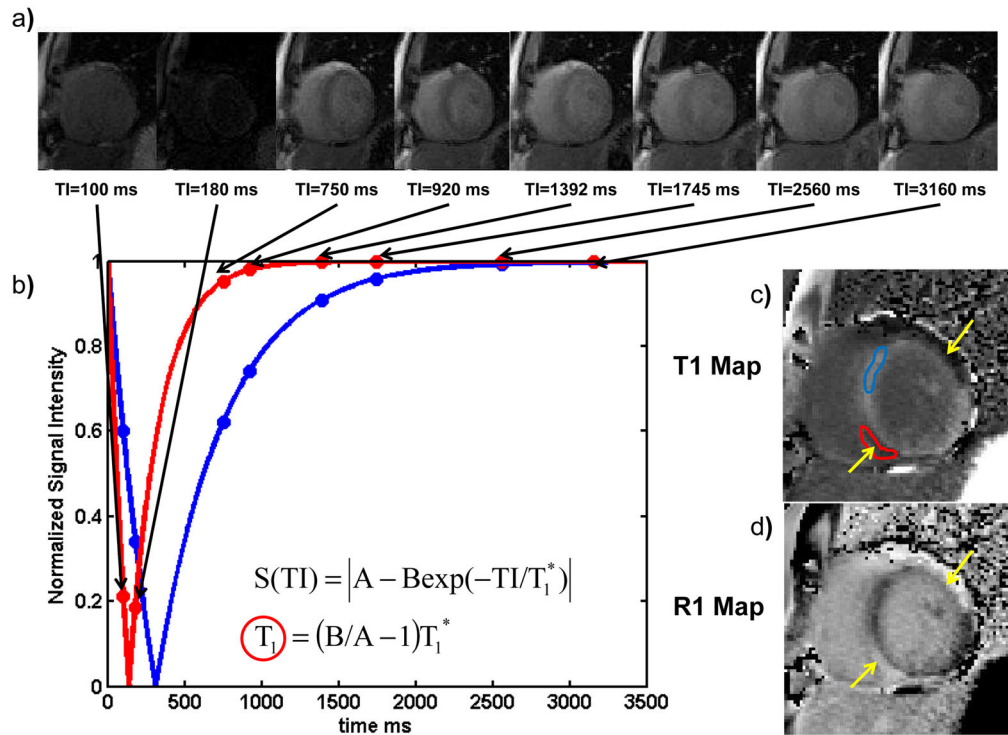 a)
TI=100 ms TI=180 ms TI=750 ms TI=920 ms TI=1392 ms TI=1745 ms TI=2560 ms TI=3160 ms
b)
Normalized Signal Intensity
1
0.8
0.6
0.4
0.2
0
0 500 1000 1500 2000 2500 3000 3500
time ms
S(TI) = |A − Bexp(−TI/T₁*)|
T₁ = (B/A − 1)T₁*
c)
T1 Map
d)
R1 Map